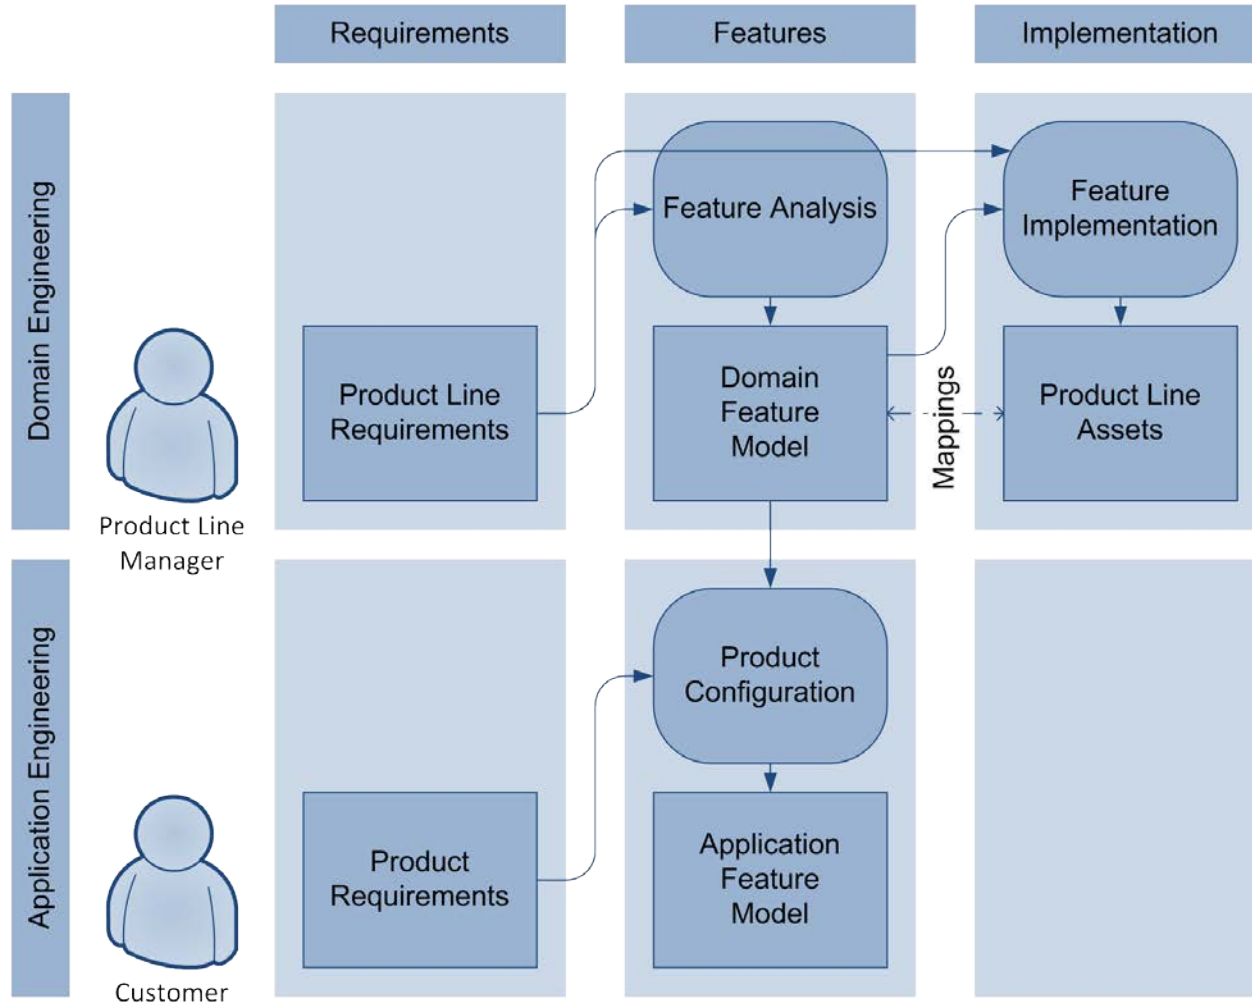 Requirements
Features
Implementation
Domain Engineering
Feature Analysis
Feature
Implementation
Product Line
Requirements
Domain
Feature
Model
Mappings
Product Line
Assets
Product Line
Manager
Application Engineering
Product
Configuration
Product
Requirements
Application
Feature
Model
Customer